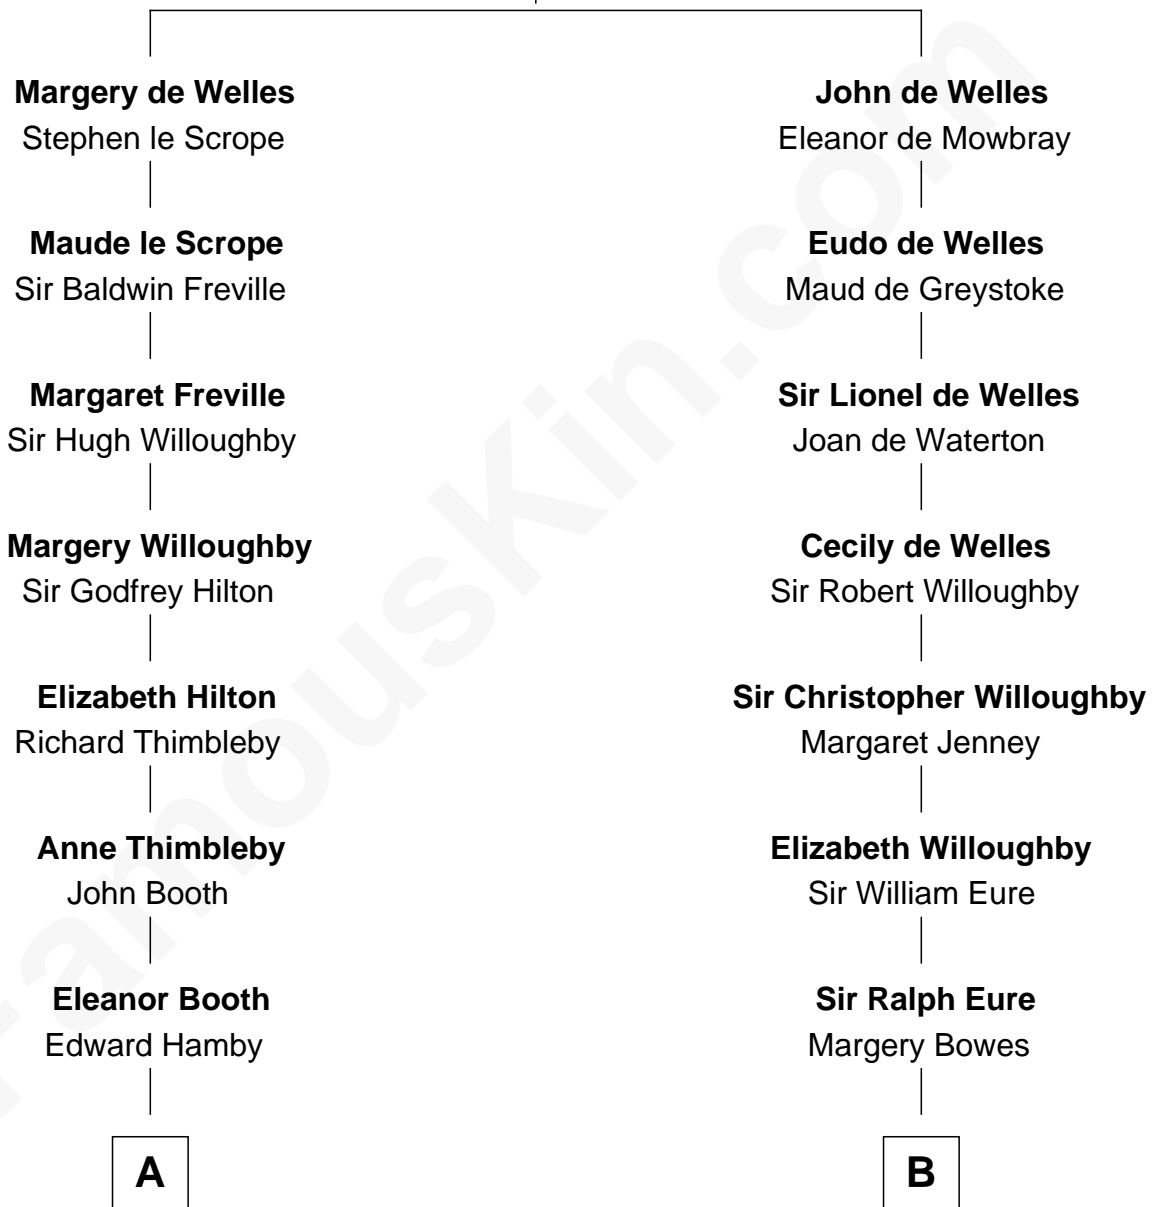 Margery de Welles
Stephen le Scrope
Maude le Scrope
Sir Baldwin Freville
Margaret Freville
Sir Hugh Willoughby
Margery Willoughby
Sir Godfrey Hilton
Elizabeth Hilton
Richard Thimbleby
Anne Thimbleby
John Booth
Eleanor Booth
Edward Hamby
A
John de Welles
Eleanor de Mowbray
Eudo de Welles
Maud de Greystoke
Sir Lionel de Welles
Joan de Waterton
Cecily de Welles
Sir Robert Willoughby
Sir Christopher Willoughby
Margaret Jenney
Elizabeth Willoughby
Sir William Eure
Sir Ralph Eure
Margery Bowes
B
FamousKin.com